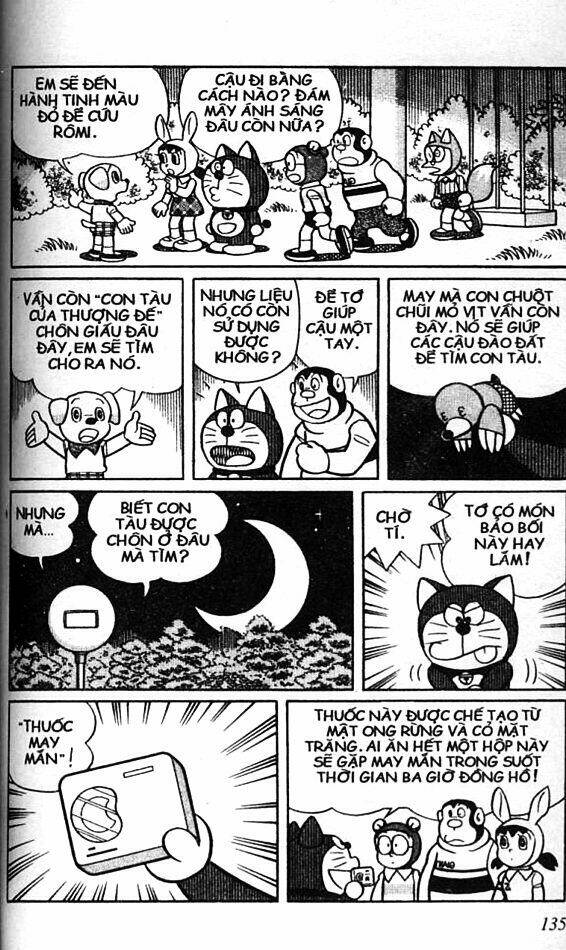 EM SẼ ĐẾN
HÀNH TINH MÀU
ĐỎ ĐỂ CỨU
RÔMI.
CẬU ĐI BẰNG
CÁCH NÀO? ĐÁM
MÂY ÁNH SÁNG
ĐÂU CÒN NỮA?
VẪN CÒN "CON TÀU
CỦA THƯỢNG ĐẾ"
CHÔN GIẤU ĐÂU
ĐÂY, EM SẼ TÌM
CHO RA NÓ.
NHƯNG LIỆU
NÓ CÓ CÒN
SỬ DỤNG
ĐƯỢC
KHÔNG?
ĐỂ TỚ
GIÚP
CẬU MỘT
TAY.
MAY MÀ CON CHUỘT
CHŨI MỎ VỊT VẪN CÒN
ĐÂY. NÓ SẼ GIÚP
CÁC CẬU ĐÀO ĐẤT
ĐỂ TÌM CON TÀU.
NHƯNG
MÀ...
BIẾT CON
TÀU ĐƯỢC
CHÔN Ở ĐÂU
MÀ TÌM?
CHỜ
TÍ.
TỚ CÓ MÓN
BẢO BỐI
NÀY HAY
LẮM!
"THUỐC
MAY
MẮN"!
THUỐC NÀY ĐƯỢC CHẾ TẠO TỪ
MẬT ONG RỪNG VÀ CỎ MẶT
TRĂNG. AI ĂN HẾT MỘT HỘP NÀY
SẼ GẶP MAY MẮN TRONG SUỐT
THỜI GIAN BA GIỜ ĐỒNG HỒ!
135